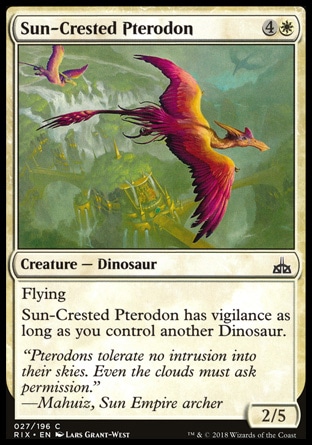 Sun-Crested Pterodon 4
Creature — Dinosaur
Flying
Sun-Crested Pterodon has vigilance as
long as you control another Dinosaur.
“Pterodons tolerate no intrusion into
their skies. Even the clouds must ask
permission.”
—Mahuiz, Sun Empire archer
2/5
027/196 C
RIX • EN Lars Grant-West
™ & © 2018 Wizards of the Coast